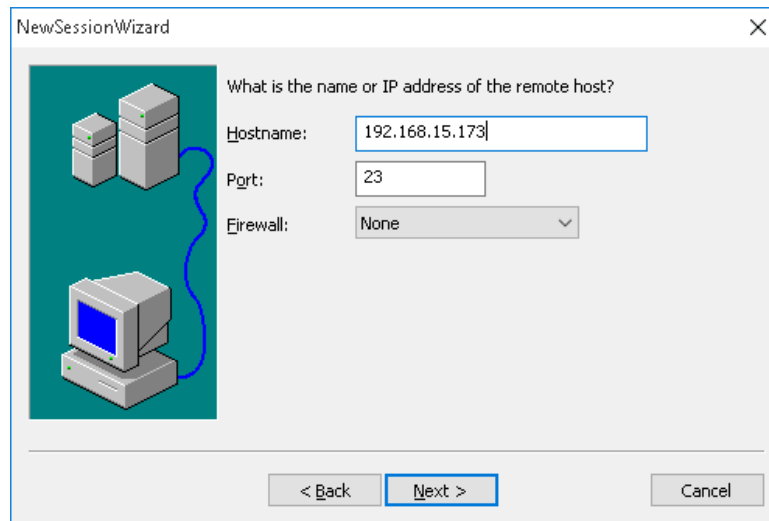 NewSessionWizard
What is the name or IP address of the remote host?
Hostname: 192.168.15.173
Port: 23
Firewall: None
< Back Next > Cancel